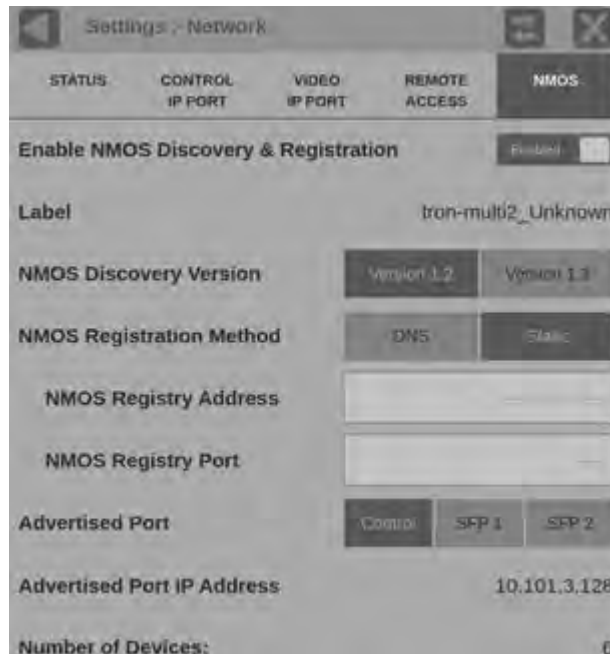 Settings :- Network
STATUS CONTROL IP PORT VIDEO IP PORT REMOTE ACCESS NMOS
Enable NMOS Discovery & Registration Enabled
Label tron-multi2_Unknown
NMOS Discovery Version Version 1.2 Version 1.3
NMOS Registration Method DNS Static
NMOS Registry Address
NMOS Registry Port
Advertised Port Control SFP 1 SFP 2
Advertised Port IP Address 10.101.3.128
Number of Devices: